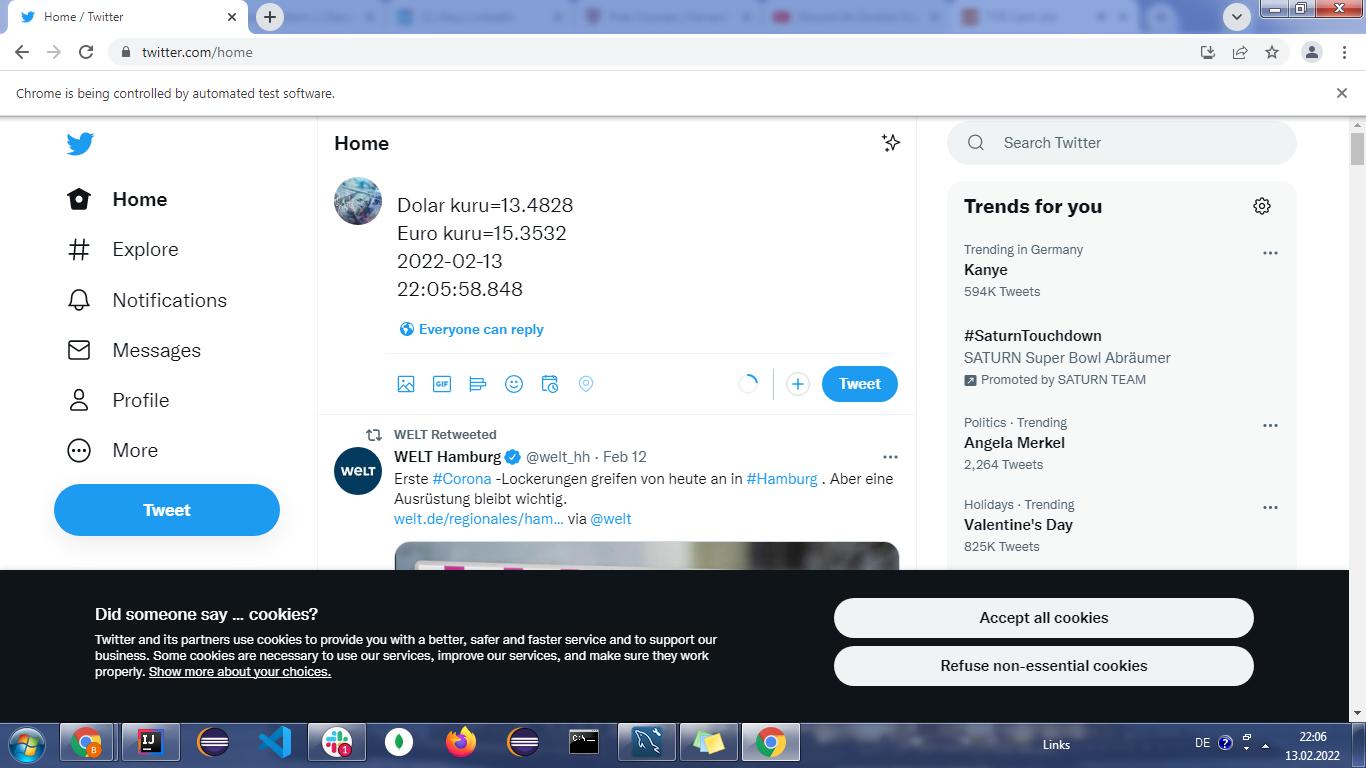 Home / Twitter
twitter.com/home
Chrome is being controlled by automated test software.
Home
Explore
Notifications
Messages
Profile
More
Tweet
Home
Dolar kuru=13.4828
Euro kuru=15.3532
2022-02-13
22:05:58.848
Everyone can reply
GIF
Tweet
WELT Retweeted
WELT
WELT Hamburg @welt_hh · Feb 12
Erste #Corona -Lockerungen greifen von heute an in #Hamburg . Aber eine
Ausrüstung bleibt wichtig.
welt.de/regionales/ham... via @welt
Search Twitter
Trends for you
Trending in Germany
Kanye
594K Tweets
#SaturnTouchdown
SATURN Super Bowl Abräumer
Promoted by SATURN TEAM
Politics · Trending
Angela Merkel
2,264 Tweets
Holidays · Trending
Valentine's Day
825K Tweets
Did someone say … cookies?
Twitter and its partners use cookies to provide you with a better, safer and faster service and to support our
business. Some cookies are necessary to use our services, improve our services, and make sure they work
properly. Show more about your choices.
Accept all cookies
Refuse non-essential cookies
B
IJ
1
C:\
Links
DE
22:06
13.02.2022